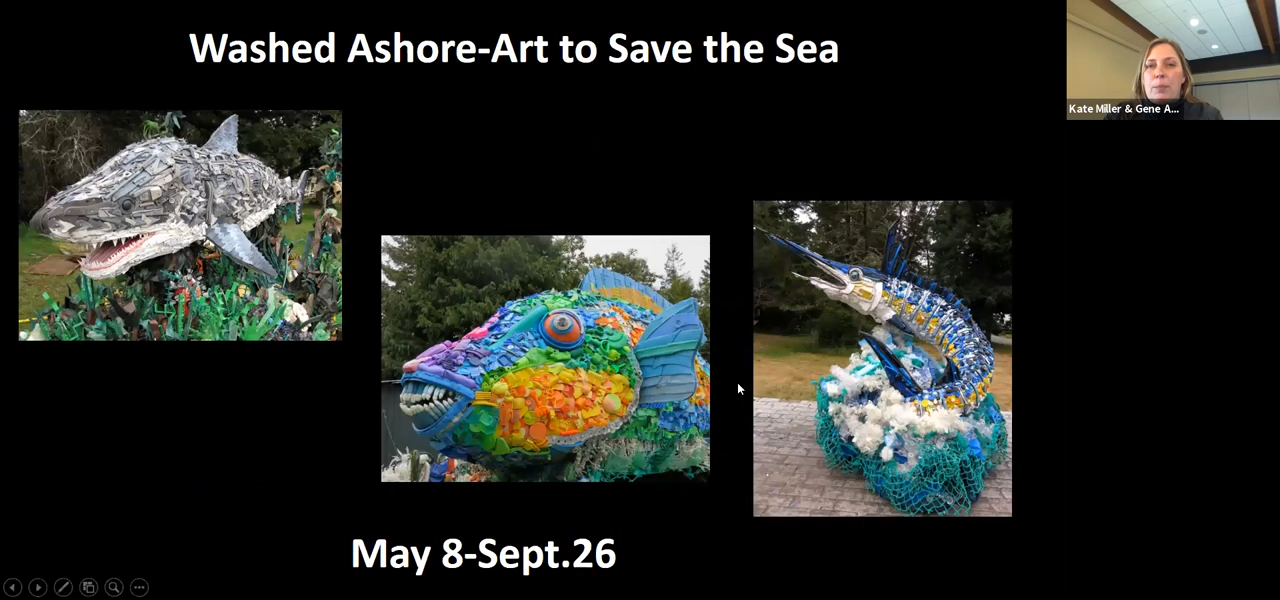 Washed Ashore-Art to Save the Sea
Kate Miller & Gene A...
May 8-Sept.26